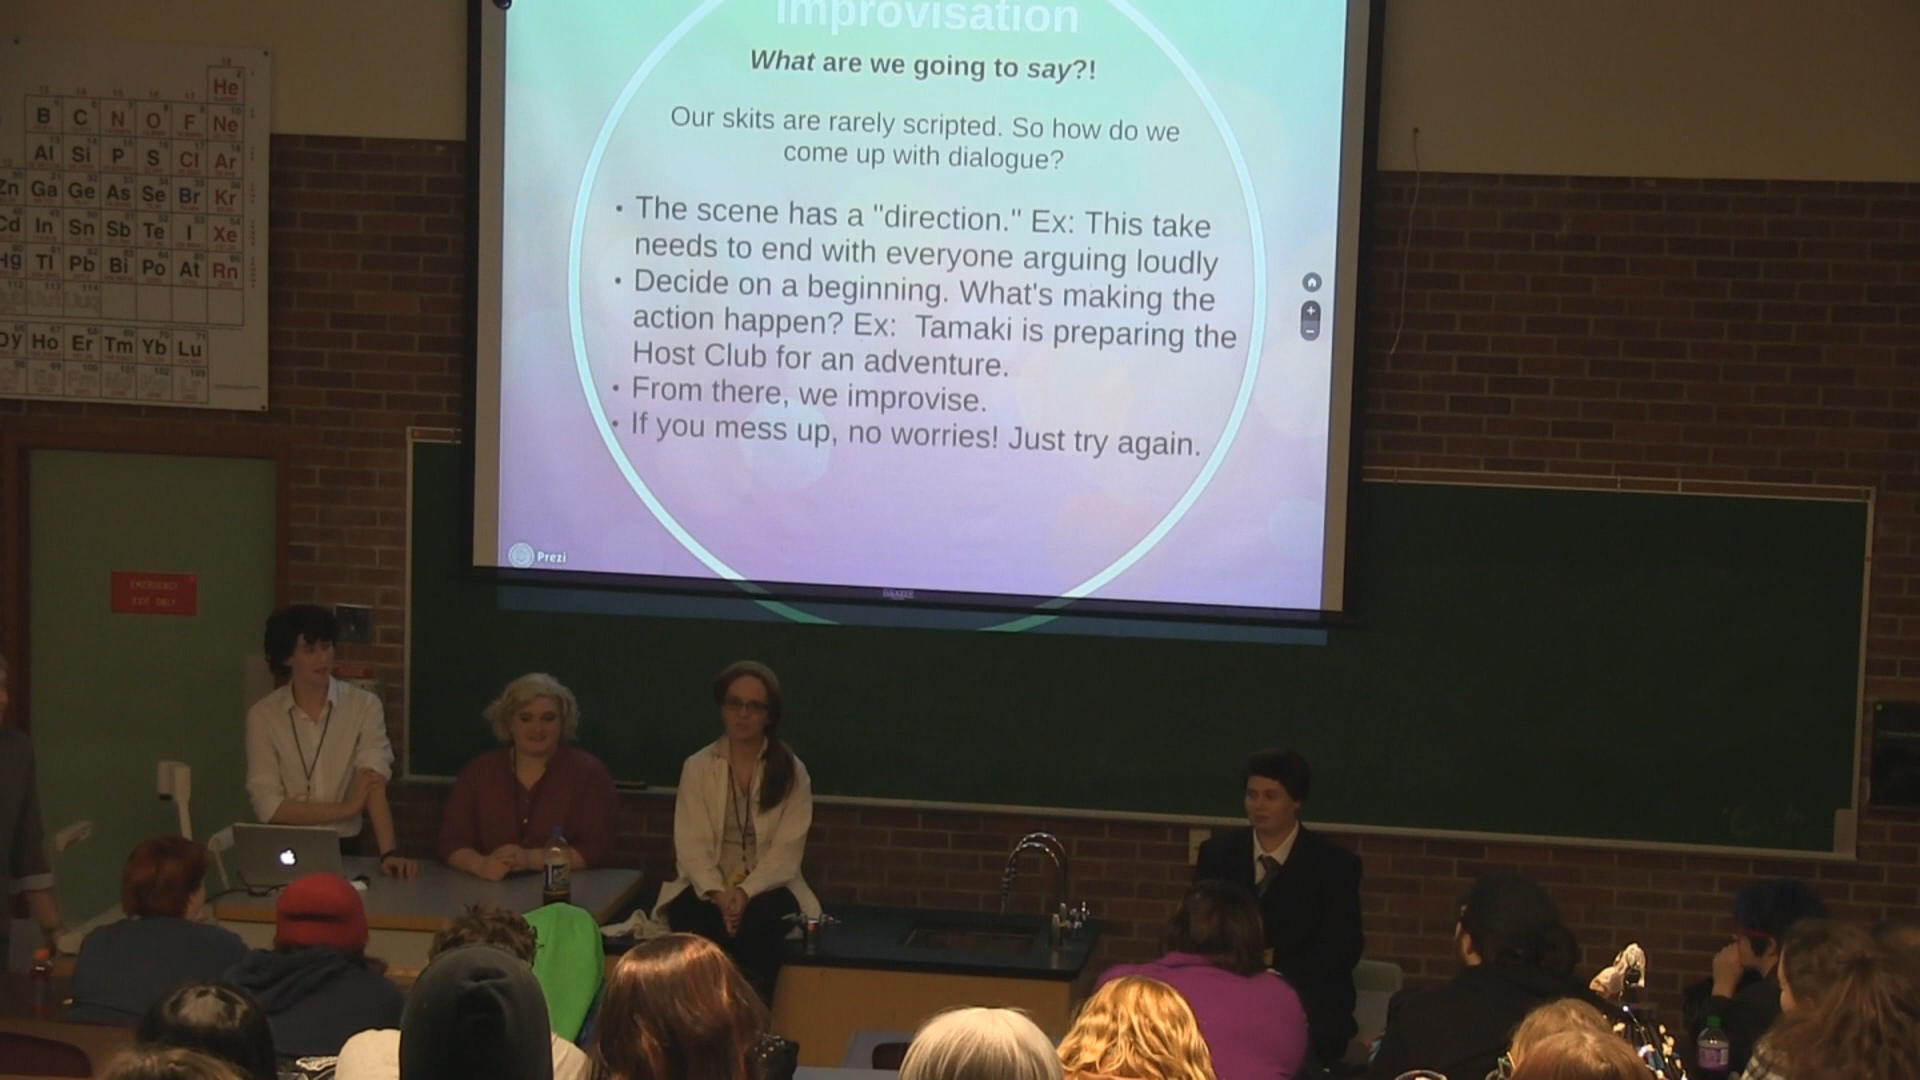 Improvisation
What are we going to say?!
Our skits are rarely scripted. So how do we
come up with dialogue?
• The scene has a "direction." Ex: This take
needs to end with everyone arguing loudly
• Decide on a beginning. What's making the
action happen? Ex: Tamaki is preparing the
Host Club for an adventure.
• From there, we improvise.
• If you mess up, no worries! Just try again.
Prezi
He
B C N O F Ne
Al Si P S Cl Ar
Zn Ga Ge As Se Br Kr
Cd In Sn Sb Te I Xe
Hg Tl Pb Bi Po At Rn
Dy Ho Er Tm Yb Lu
EMERGENCY
EXIT ONLY